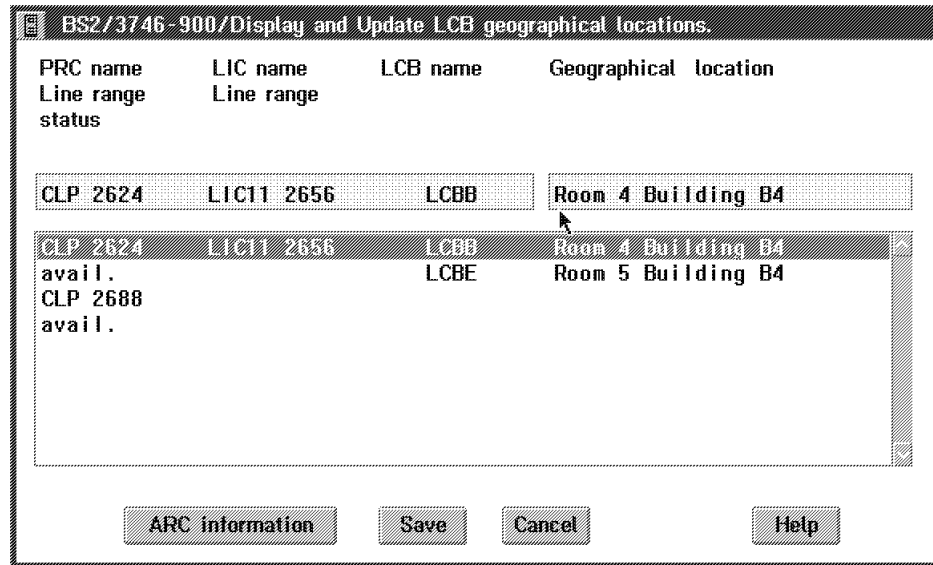 BS2/3746-900/Display and Update LCB geographical locations.
PRC name LIC name LCB name Geographical location
Line range Line range
status
CLP 2624 LIC11 2656 LCBB Room 4 Building B4
CLP 2624 LIC11 2656 LCBB Room 4 Building B4
avail. LCBE Room 5 Building B4
CLP 2688
avail.
ARC information Save Cancel Help